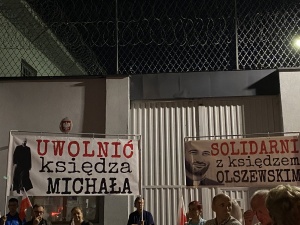 UWOLNIĆ
księdza
MICHAŁA
SOLIDARNI
z księdzem
OLSZEWSKIM